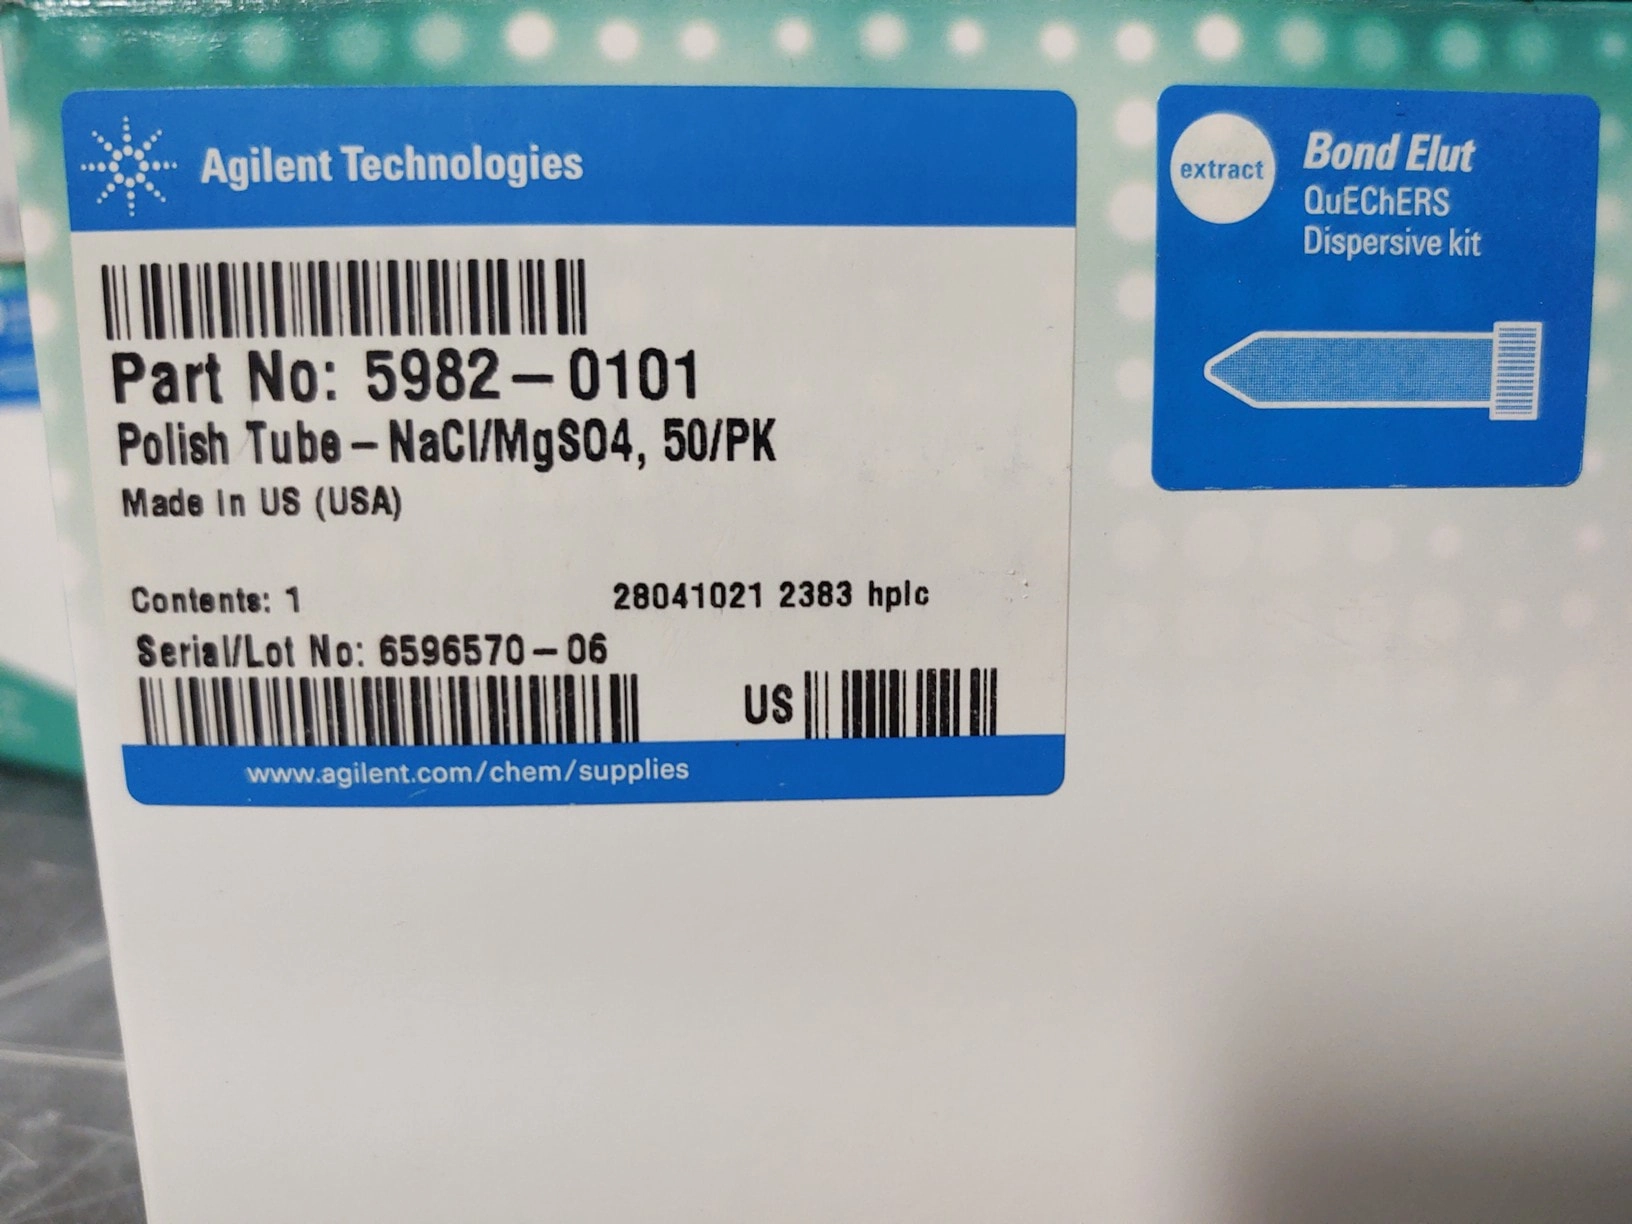 Agilent Technologies
Part No: 5982-0101
Polish Tube-NaCl/MgSO4, 50/PK
Made in US (USA)
Contents: 1
28041021 2383 hplc
Serial/Lot No: 6596570-06
US
www.agilent.com/chem/supplies
extract
Bond Elut
QuEChERS
Dispersive kit